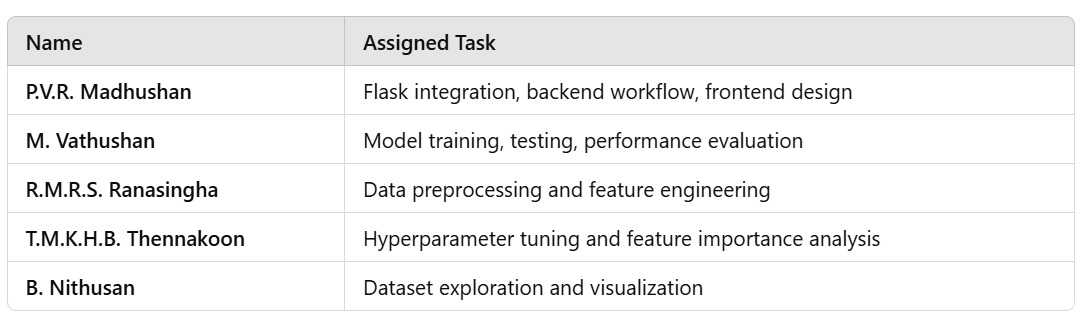 Name Assigned Task
P.V.R. Madhushan Flask integration, backend workflow, frontend design
M. Vathushan Model training, testing, performance evaluation
R.M.R.S. Ranasingha Data preprocessing and feature engineering
T.M.K.H.B. Thennakoon Hyperparameter tuning and feature importance analysis
B. Nithusan Dataset exploration and visualization